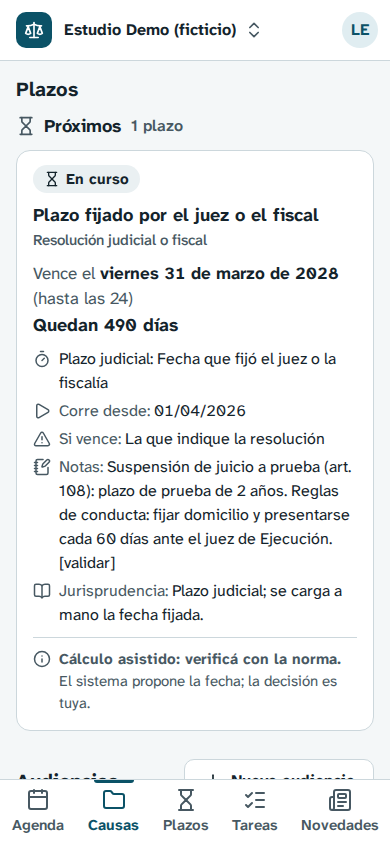 Estudio Demo (ficticio)
LE
Plazos
Próximos 1 plazo
En curso
Plazo fijado por el juez o el fiscal
Resolución judicial o fiscal
Vence el viernes 31 de marzo de 2028
(hasta las 24)
Quedan 490 días
Plazo judicial: Fecha que fijó el juez o la
fiscalía
Corre desde: 01/04/2026
Si vence: La que indique la resolución
Notas: Suspensión de juicio a prueba (art.
108): plazo de prueba de 2 años. Reglas
de conducta: fijar domicilio y presentarse
cada 60 días ante el juez de Ejecución.
[validar]
Jurisprudencia: Plazo judicial; se carga a
mano la fecha fijada.
Cálculo asistido: verificá con la norma.
El sistema propone la fecha; la decisión es
tuya.
Audiencias Nueva audiencia
Agenda Causas Plazos Tareas Novedades